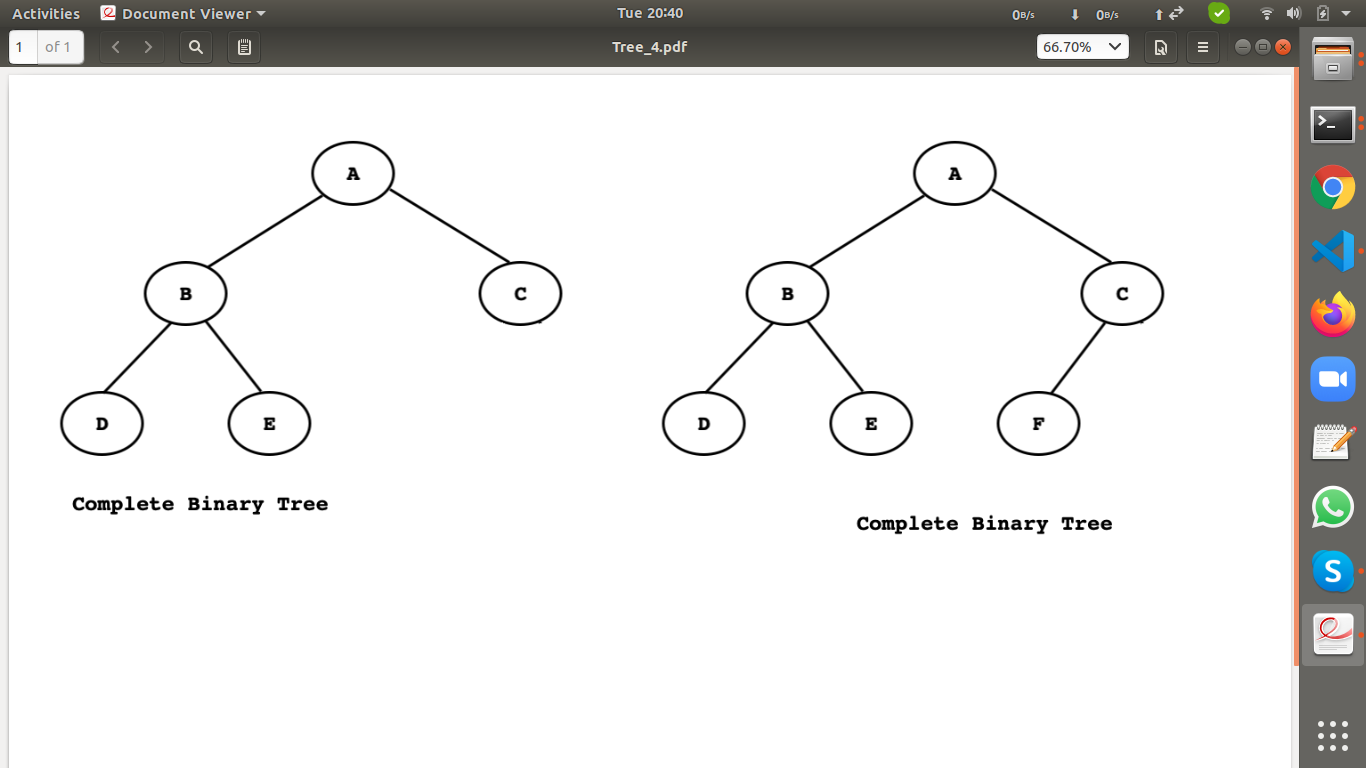 Activities Document Viewer Tue 20:40 0B/s 0B/s
1 of 1 Tree_4.pdf 66.70%
A A
B C B C
D E D E F
Complete Binary Tree
Complete Binary Tree